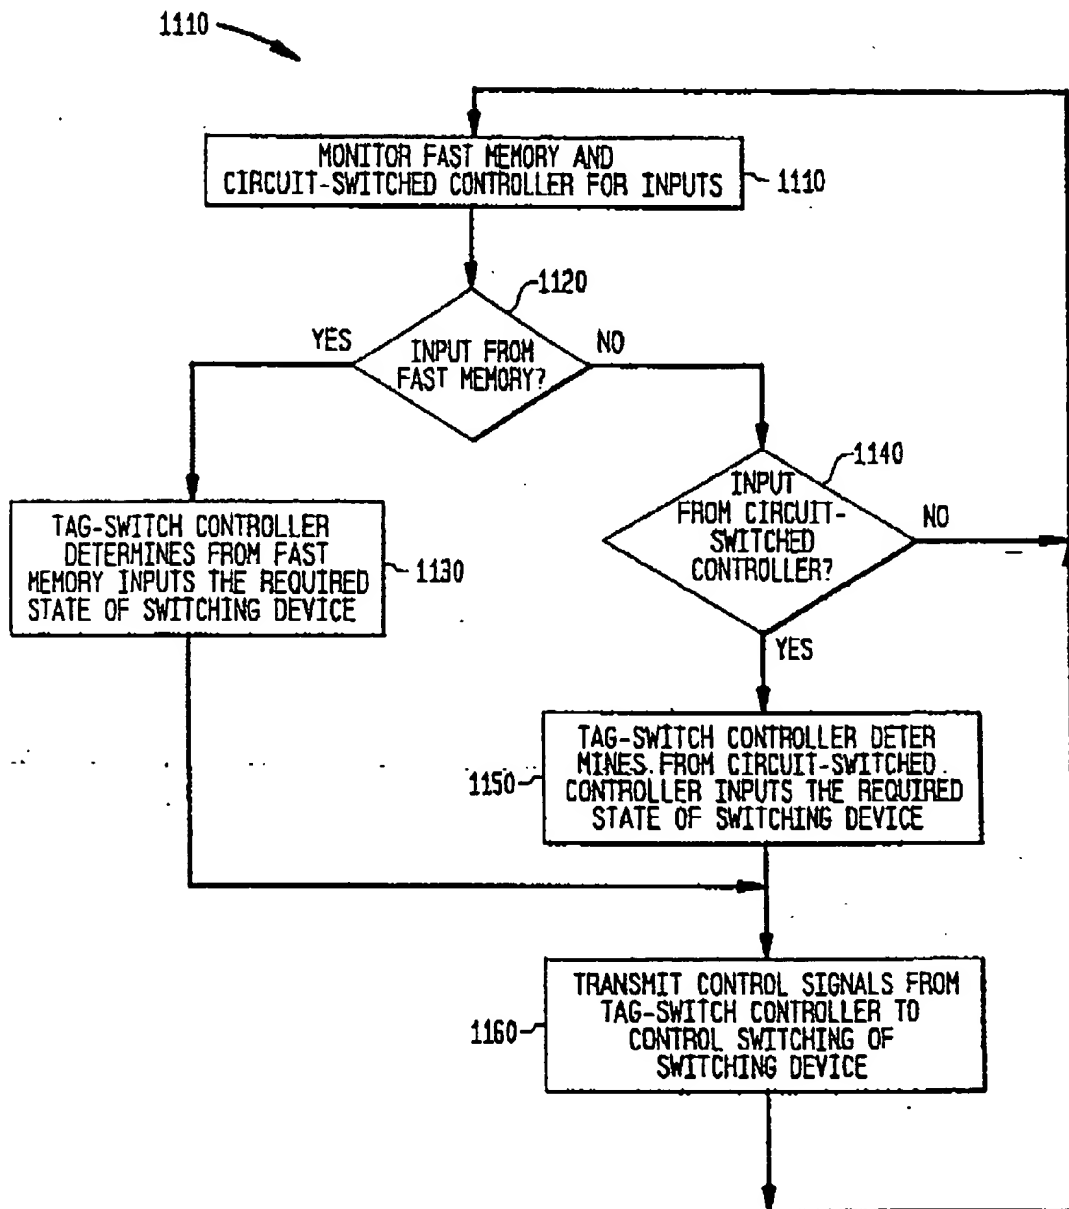 1110
MONITOR FAST MEMORY AND
CIRCUIT-SWITCHED CONTROLLER FOR INPUTS
1110
1120
YES
INPUT FROM
FAST MEMORY?
NO
1140
INPUT
FROM CIRCUIT-
SWITCHED
CONTROLLER?
NO
TAG-SWITCH CONTROLLER
DETERMINES FROM FAST
MEMORY INPUTS THE REQUIRED
STATE OF SWITCHING DEVICE
1130
YES
TAG-SWITCH CONTROLLER DETER
MINES FROM CIRCUIT-SWITCHED
CONTROLLER INPUTS THE REQUIRED
STATE OF SWITCHING DEVICE
1150
TRANSMIT CONTROL SIGNALS FROM
TAG-SWITCH CONTROLLER TO
CONTROL SWITCHING OF
SWITCHING DEVICE
1160